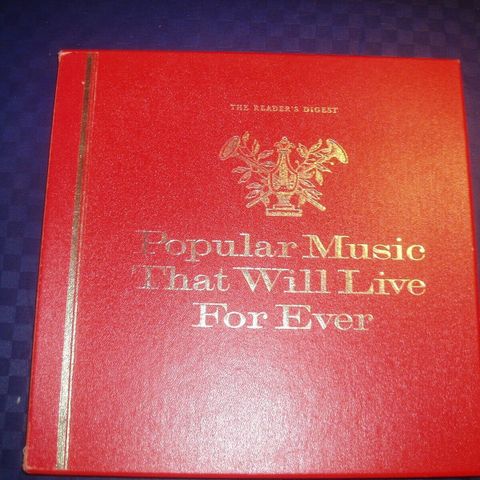 THE READER'S DIGEST
Popular Music
That Will Live
For Ever